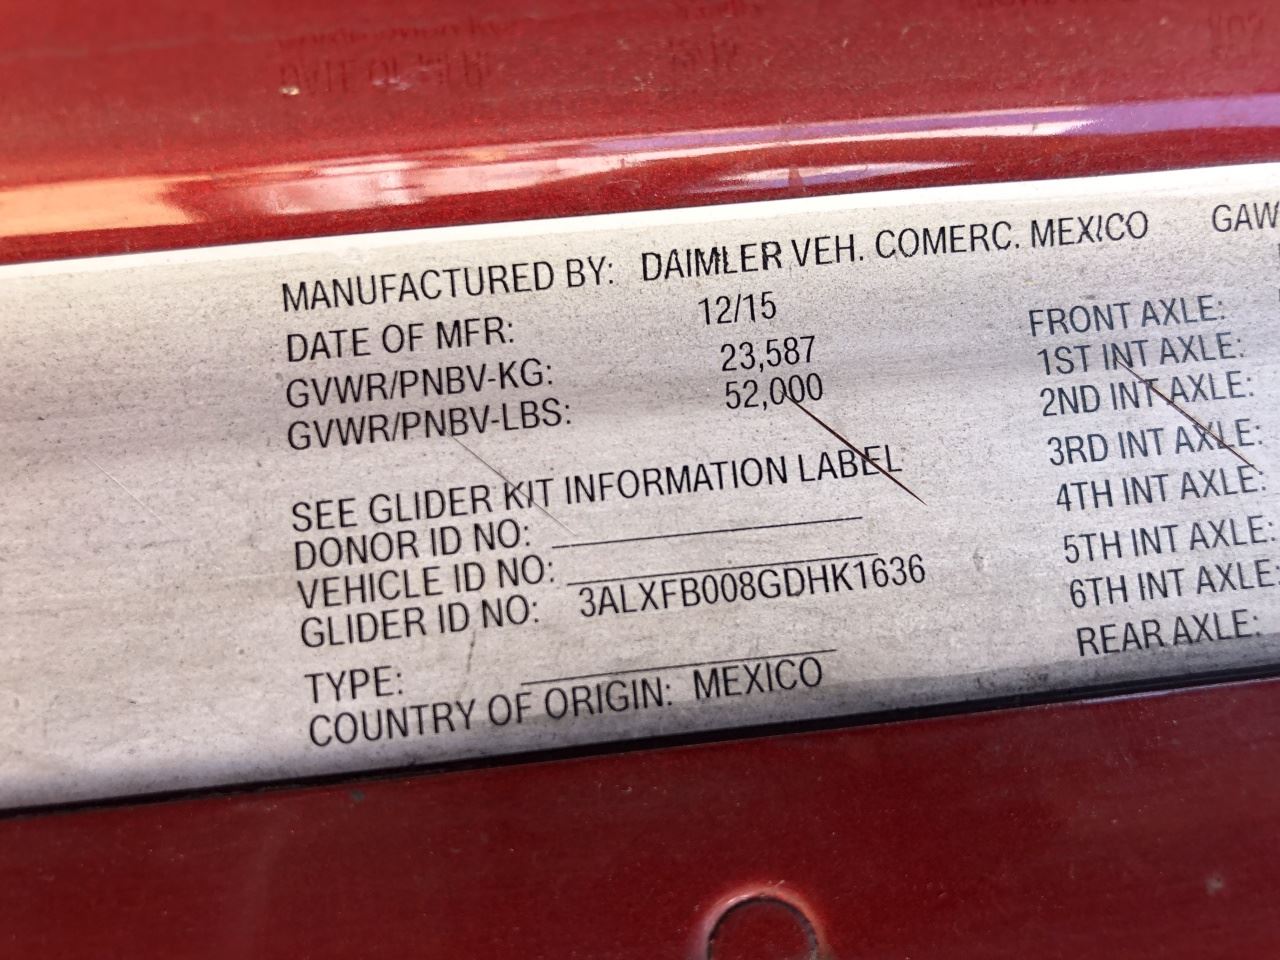 MANUFACTURED BY: DAIMLER VEH. COMERC. MEXICO
DATE OF MFR: 12/15
GVWR/PNBV-KG: 23,587
GVWR/PNBV-LBS: 52,000
SEE GLIDER KIT INFORMATION LABEL
DONOR ID NO:
VEHICLE ID NO:
GLIDER ID NO: 3ALXFB008GDHK1636
TYPE:
COUNTRY OF ORIGIN: MEXICO
GAW
FRONT AXLE:
1ST INT AXLE:
2ND INT AXLE:
3RD INT AXLE:
4TH INT AXLE:
5TH INT AXLE:
6TH INT AXLE:
REAR AXLE: